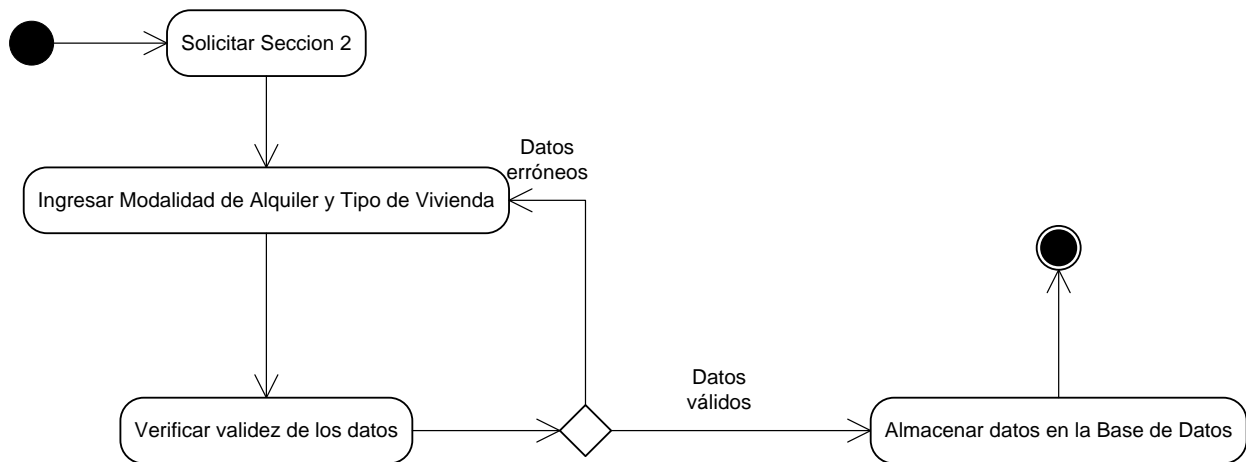 Solicitar Seccion 2
Datos
erróneos
Ingresar Modalidad de Alquiler y Tipo de Vivienda
Datos
válidos
Verificar validez de los datos
Almacenar datos en la Base de Datos